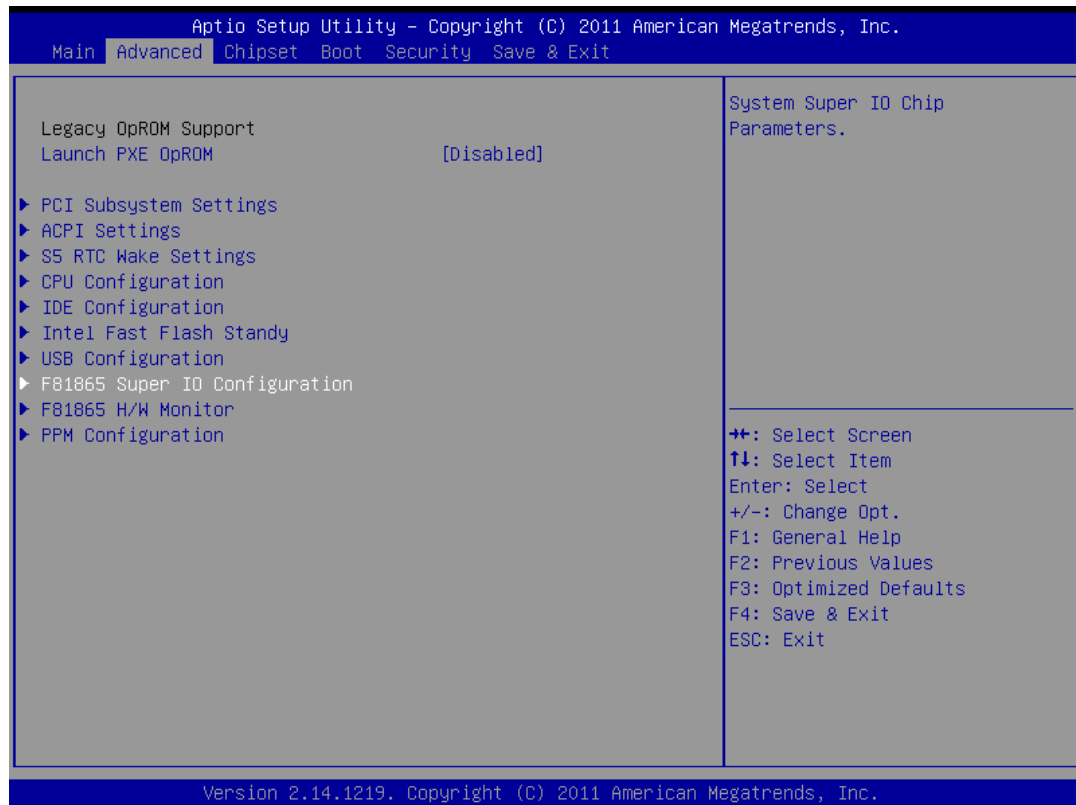 Aptio Setup Utility – Copyright (C) 2011 American Megatrends, Inc.
Main Advanced Chipset Boot Security Save & Exit
Legacy OpROM Support
Launch PXE OpROM [Disabled]
▶ PCI Subsystem Settings
▶ ACPI Settings
▶ S5 RTC Wake Settings
▶ CPU Configuration
▶ IDE Configuration
▶ Intel Fast Flash Standy
▶ USB Configuration
▶ F81865 Super IO Configuration
▶ F81865 H/W Monitor
▶ PPM Configuration
System Super IO Chip
Parameters.
→←: Select Screen
↑↓: Select Item
Enter: Select
+/-: Change Opt.
F1: General Help
F2: Previous Values
F3: Optimized Defaults
F4: Save & Exit
ESC: Exit
Version 2.14.1219. Copyright (C) 2011 American Megatrends, Inc.